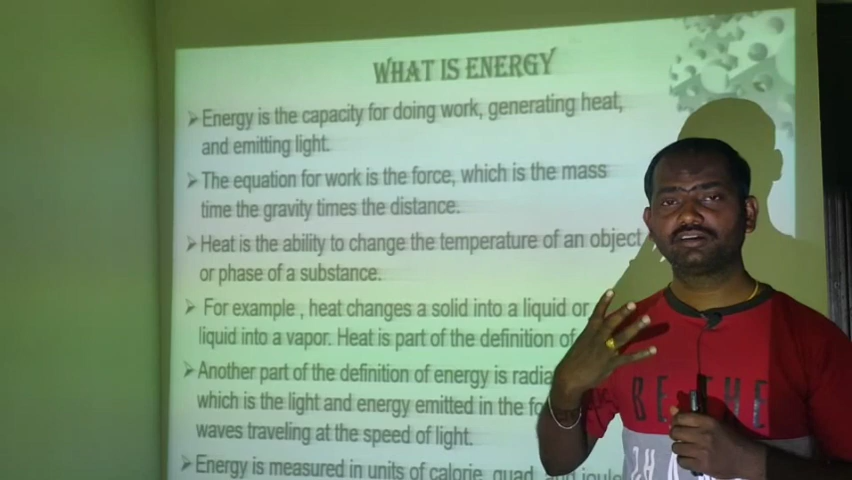 WHAT IS ENERGY
➢ Energy is the capacity for doing work, generating heat,
and emitting light.
➢ The equation for work is the force, which is the mass
time the gravity times the distance.
➢ Heat is the ability to change the temperature of an object
or phase of a substance.
➢ For example , heat changes a solid into a liquid or
liquid into a vapor. Heat is part of the definition of
➢ Another part of the definition of energy is
which is the light and energy emitted in the
waves traveling at the speed of light.
➢ Energy is measured in units of calorie, quad, and joule